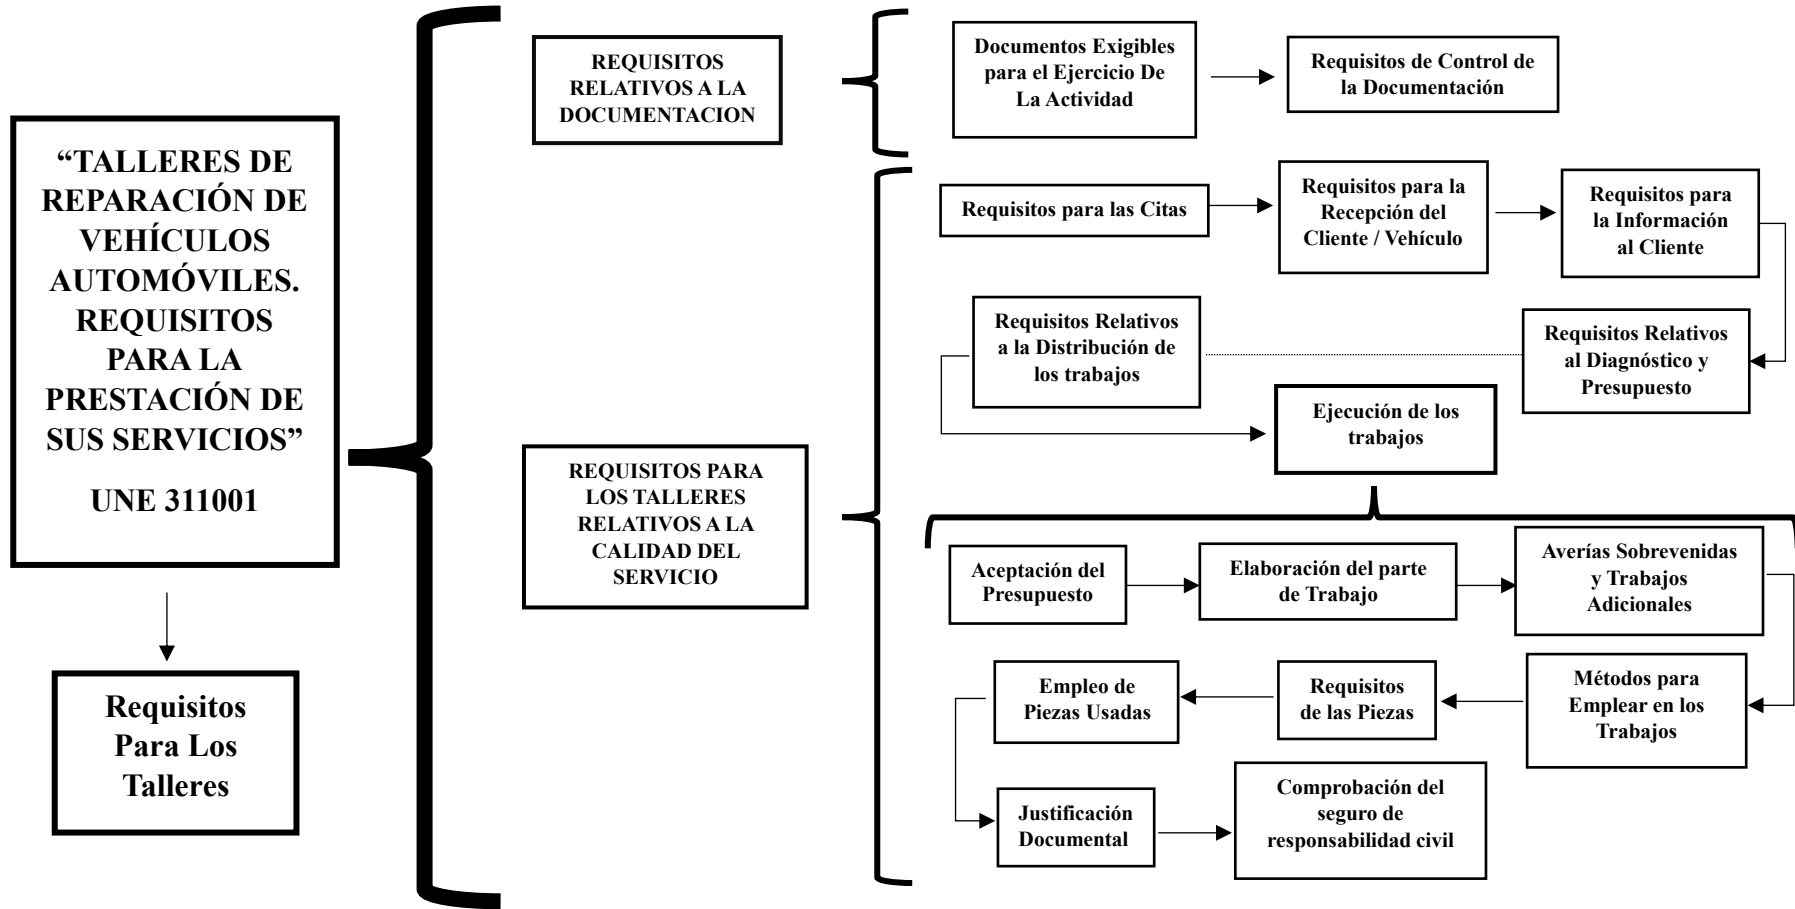 “TALLERES DE
REPARACIÓN DE
VEHÍCULOS
AUTOMÓVILES.
REQUISITOS
PARA LA
PRESTACIÓN DE
SUS SERVICIOS”
UNE 311001
Requisitos
Para Los
Talleres
REQUISITOS
RELATIVOS A LA
DOCUMENTACION
Documentos Exigibles
para el Ejercicio De
La Actividad
Requisitos de Control de
la Documentación
REQUISITOS PARA
LOS TALLERES
RELATIVOS A LA
CALIDAD DEL
SERVICIO
Requisitos para las Citas
Requisitos para la
Recepción del
Cliente / Vehículo
Requisitos para
la Información
al Cliente
Requisitos Relativos
al Diagnóstico y
Presupuesto
Requisitos Relativos
a la Distribución de
los trabajos
Ejecución de los
trabajos
Aceptación del
Presupuesto
Elaboración del parte
de Trabajo
Averías Sobrevenidas
y Trabajos
Adicionales
Métodos para
Emplear en los
Trabajos
Requisitos
de las Piezas
Empleo de
Piezas Usadas
Justificación
Documental
Comprobación del
seguro de
responsabilidad civil